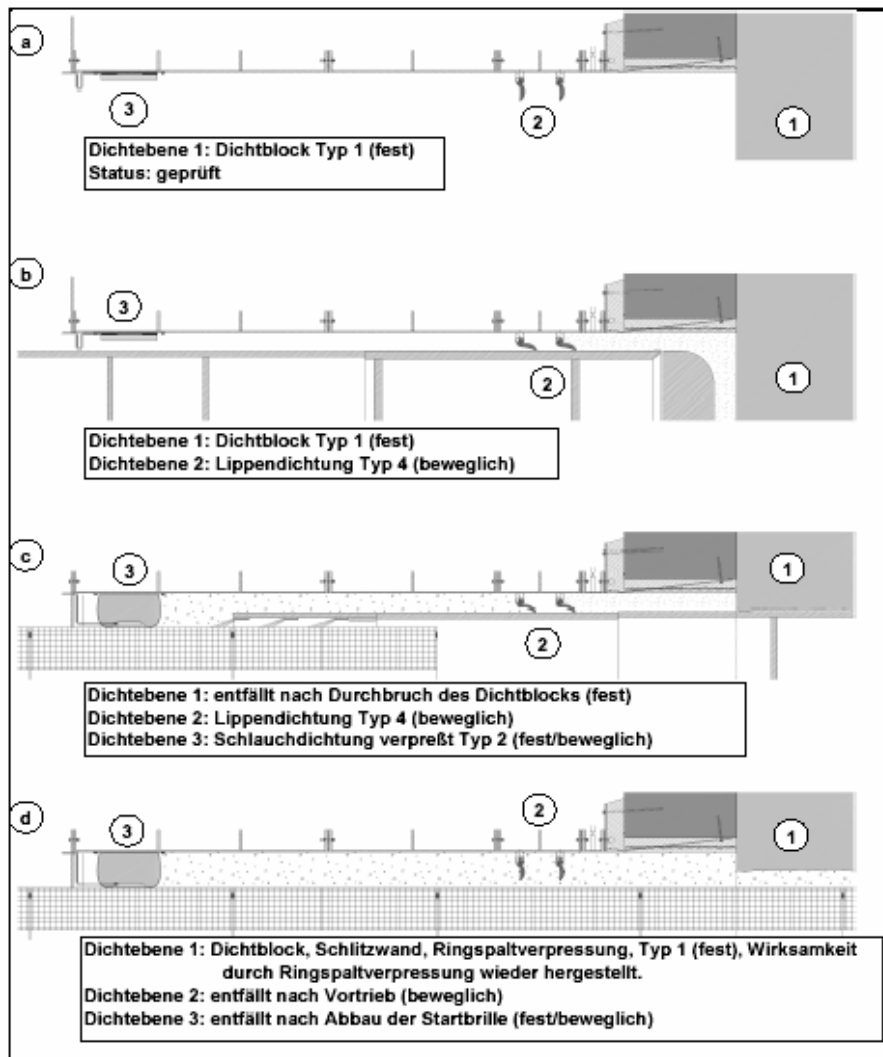 a
3
2
1
Dichtebene 1: Dichtblock Typ 1 (fest)
Status: geprüft
b
3
2
1
Dichtebene 1: Dichtblock Typ 1 (fest)
Dichtebene 2: Lippendichtung Typ 4 (beweglich)
c
3
1
2
Dichtebene 1: entfällt nach Durchbruch des Dichtblocks (fest)
Dichtebene 2: Lippendichtung Typ 4 (beweglich)
Dichtebene 3: Schlauchdichtung verpreßt Typ 2 (fest/beweglich)
d
2
3
1
Dichtebene 1: Dichtblock, Schlitzwand, Ringspaltverpressung, Typ 1 (fest), Wirksamkeit
durch Ringspaltverpressung wieder hergestellt.
Dichtebene 2: entfällt nach Vortrieb (beweglich)
Dichtebene 3: entfällt nach Abbau der Startbrille (fest/beweglich)